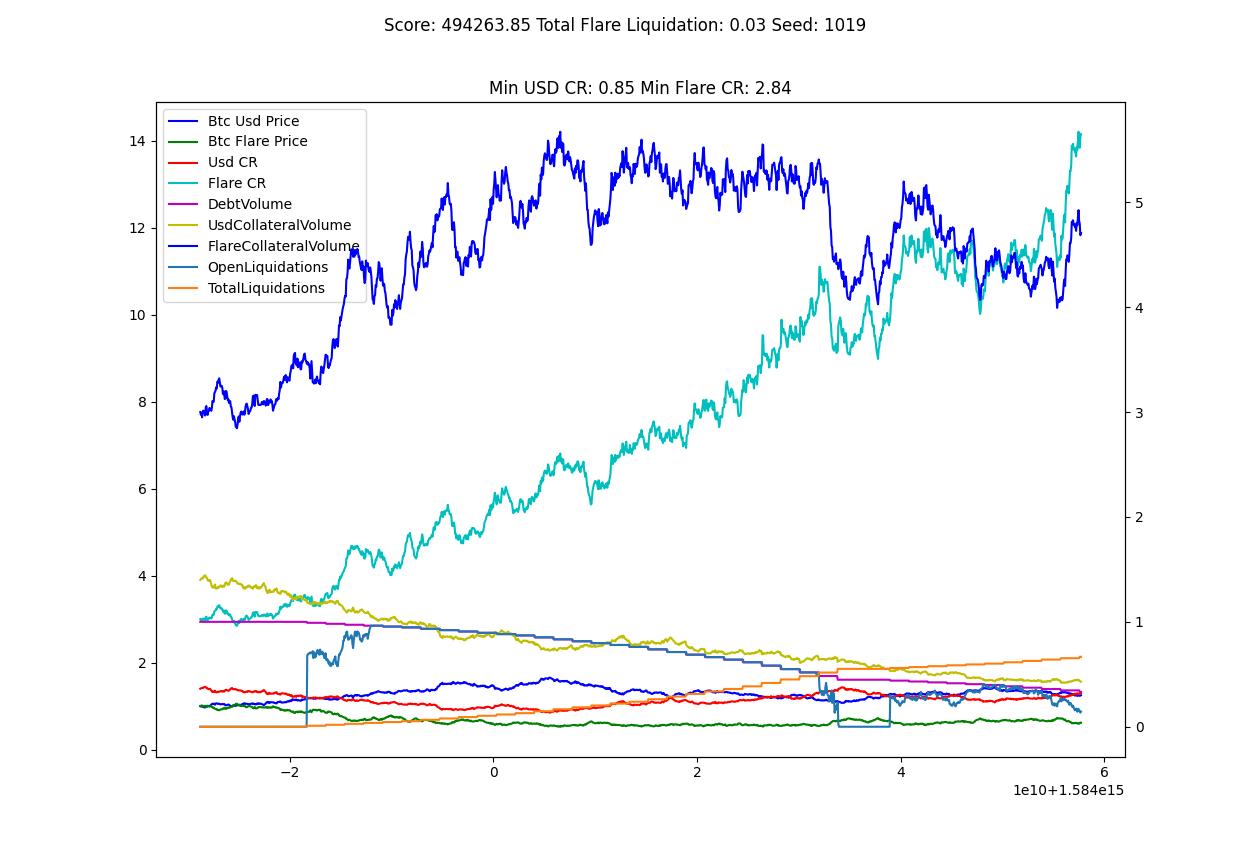 Score: 494263.85 Total Flare Liquidation: 0.03 Seed: 1019
Min USD CR: 0.85 Min Flare CR: 2.84
Btc Usd Price
Btc Flare Price
Usd CR
Flare CR
DebtVolume
UsdCollateralVolume
FlareCollateralVolume
OpenLiquidations
TotalLiquidations
14
12
10
8
6
4
2
0
5
4
3
2
1
0
−2 0 2 4 6
1e10+1.584e15